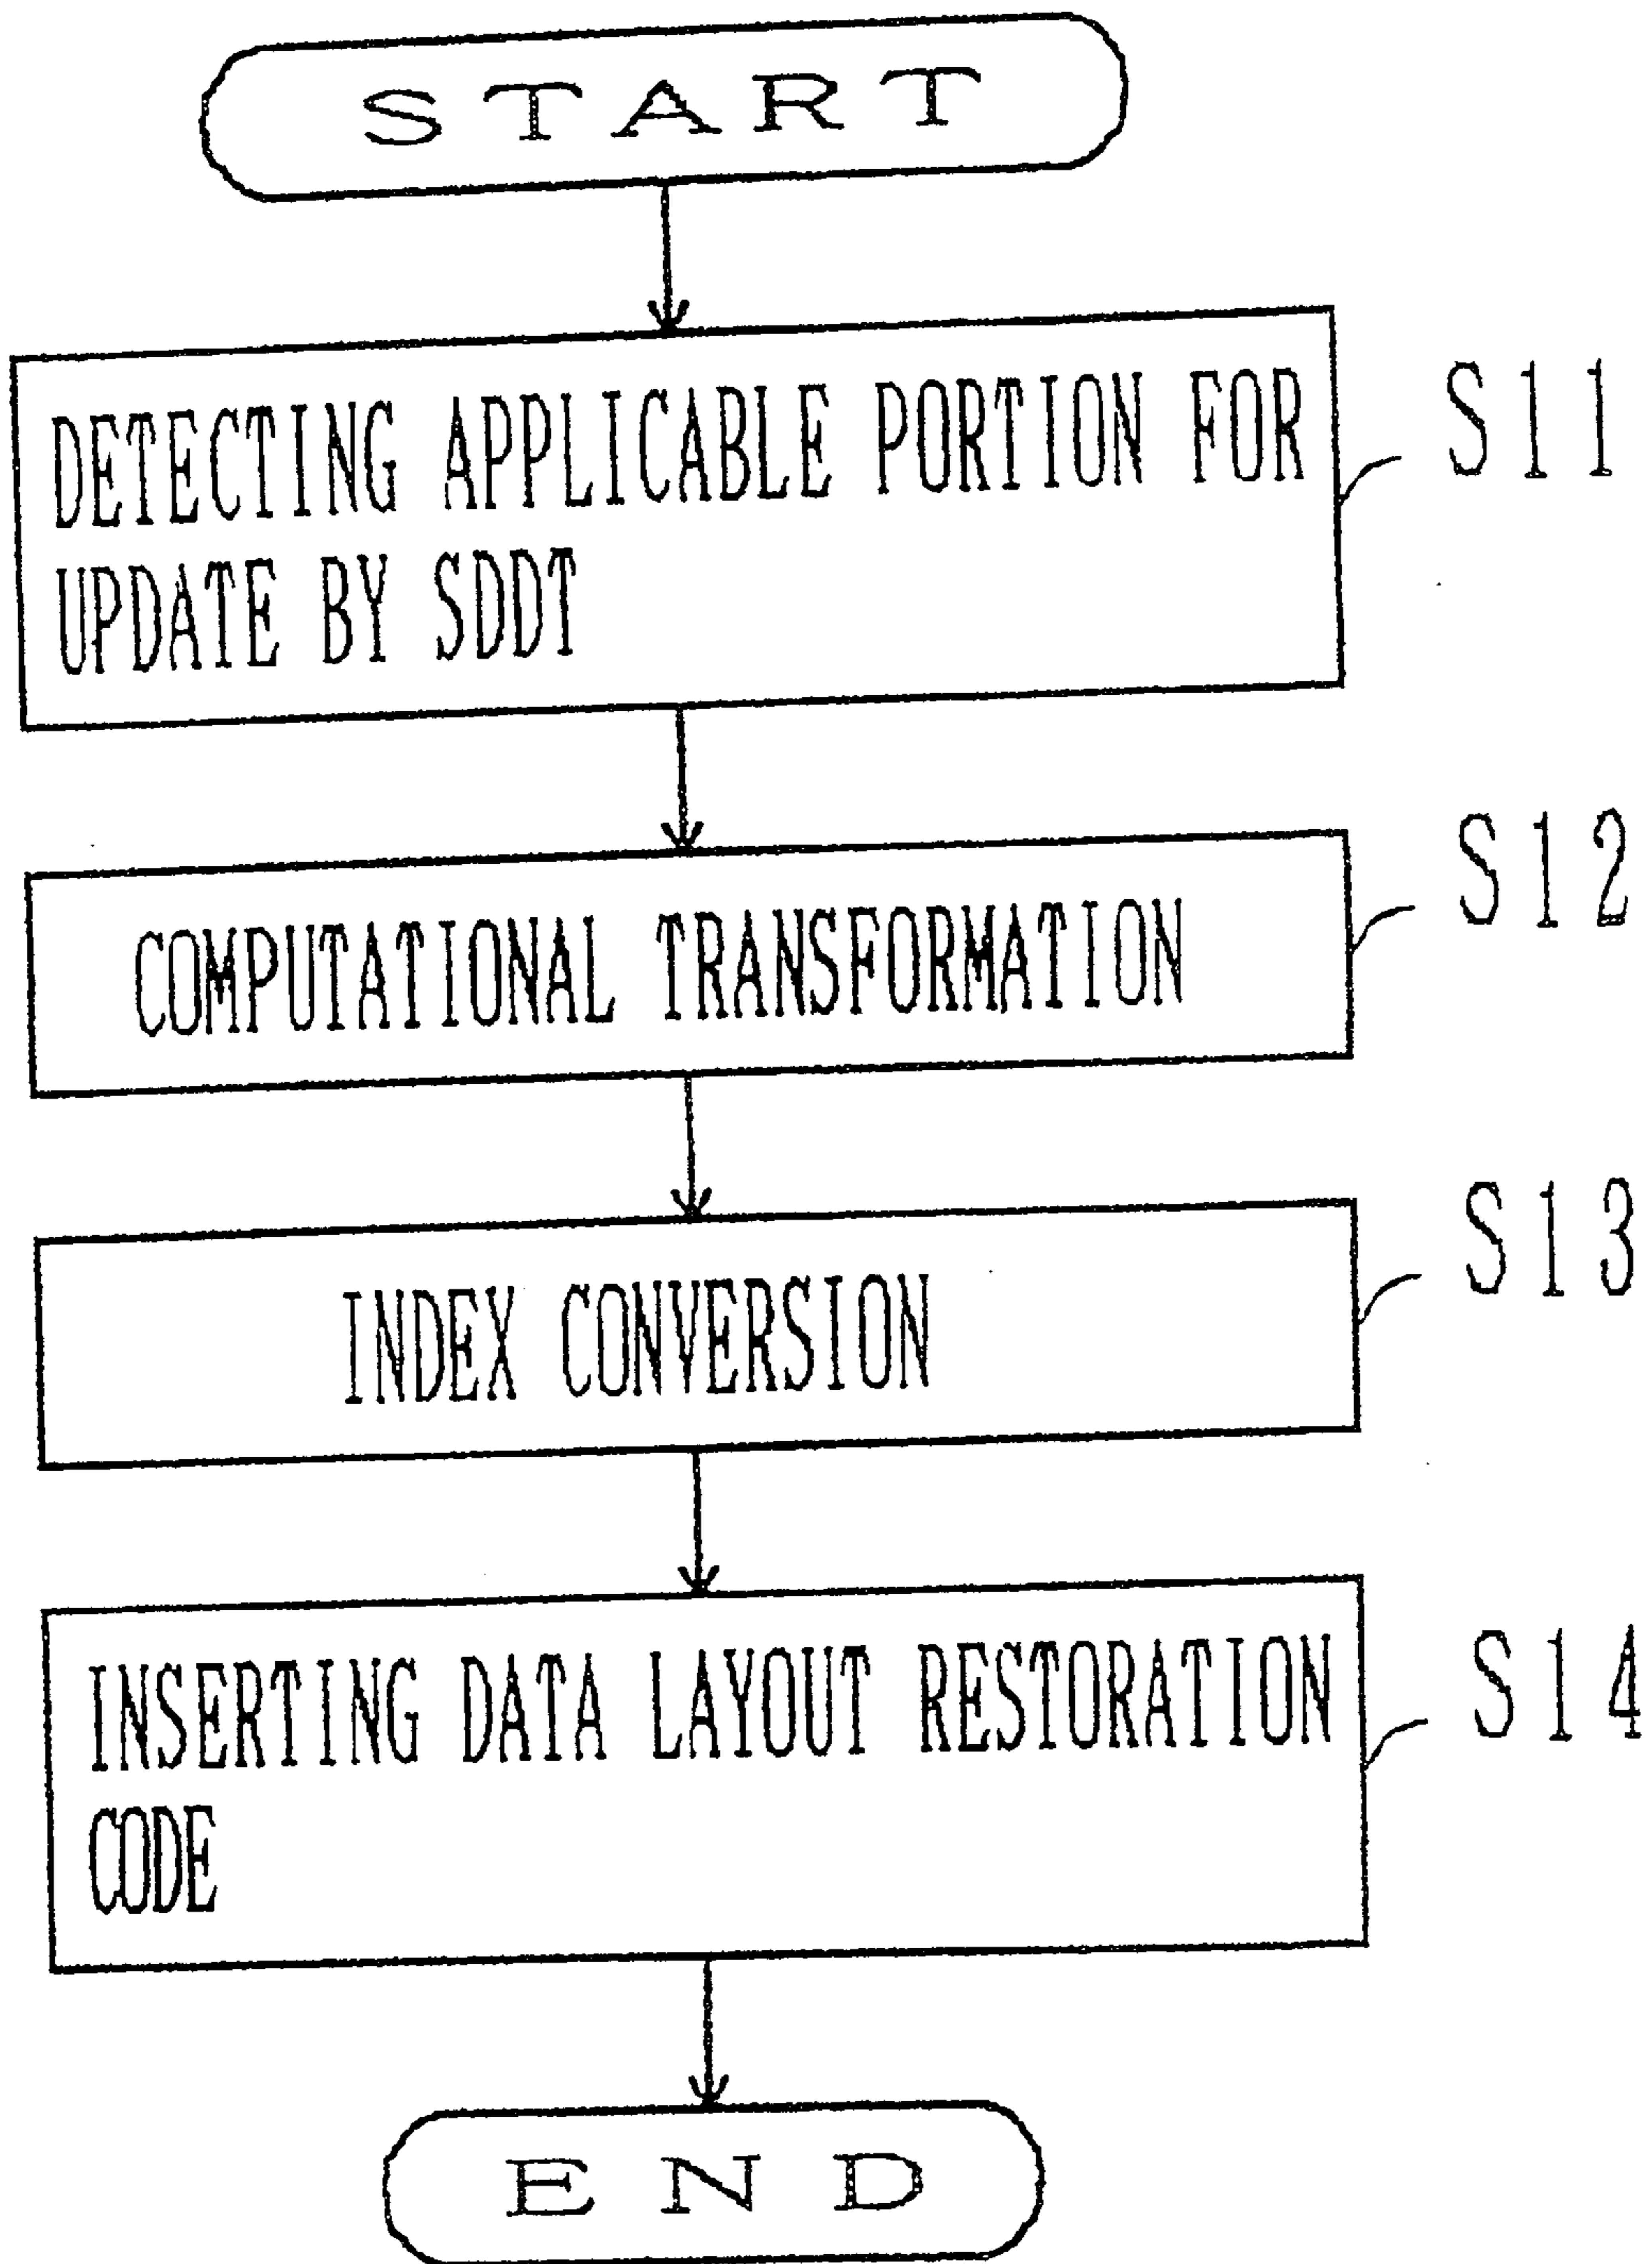 START
DETECTING APPLICABLE PORTION FOR
UPDATE BY SDDT
S11
COMPUTATIONAL TRANSFORMATION
S12
INDEX CONVERSION
S13
INSERTING DATA LAYOUT RESTORATION
CODE
S14
END